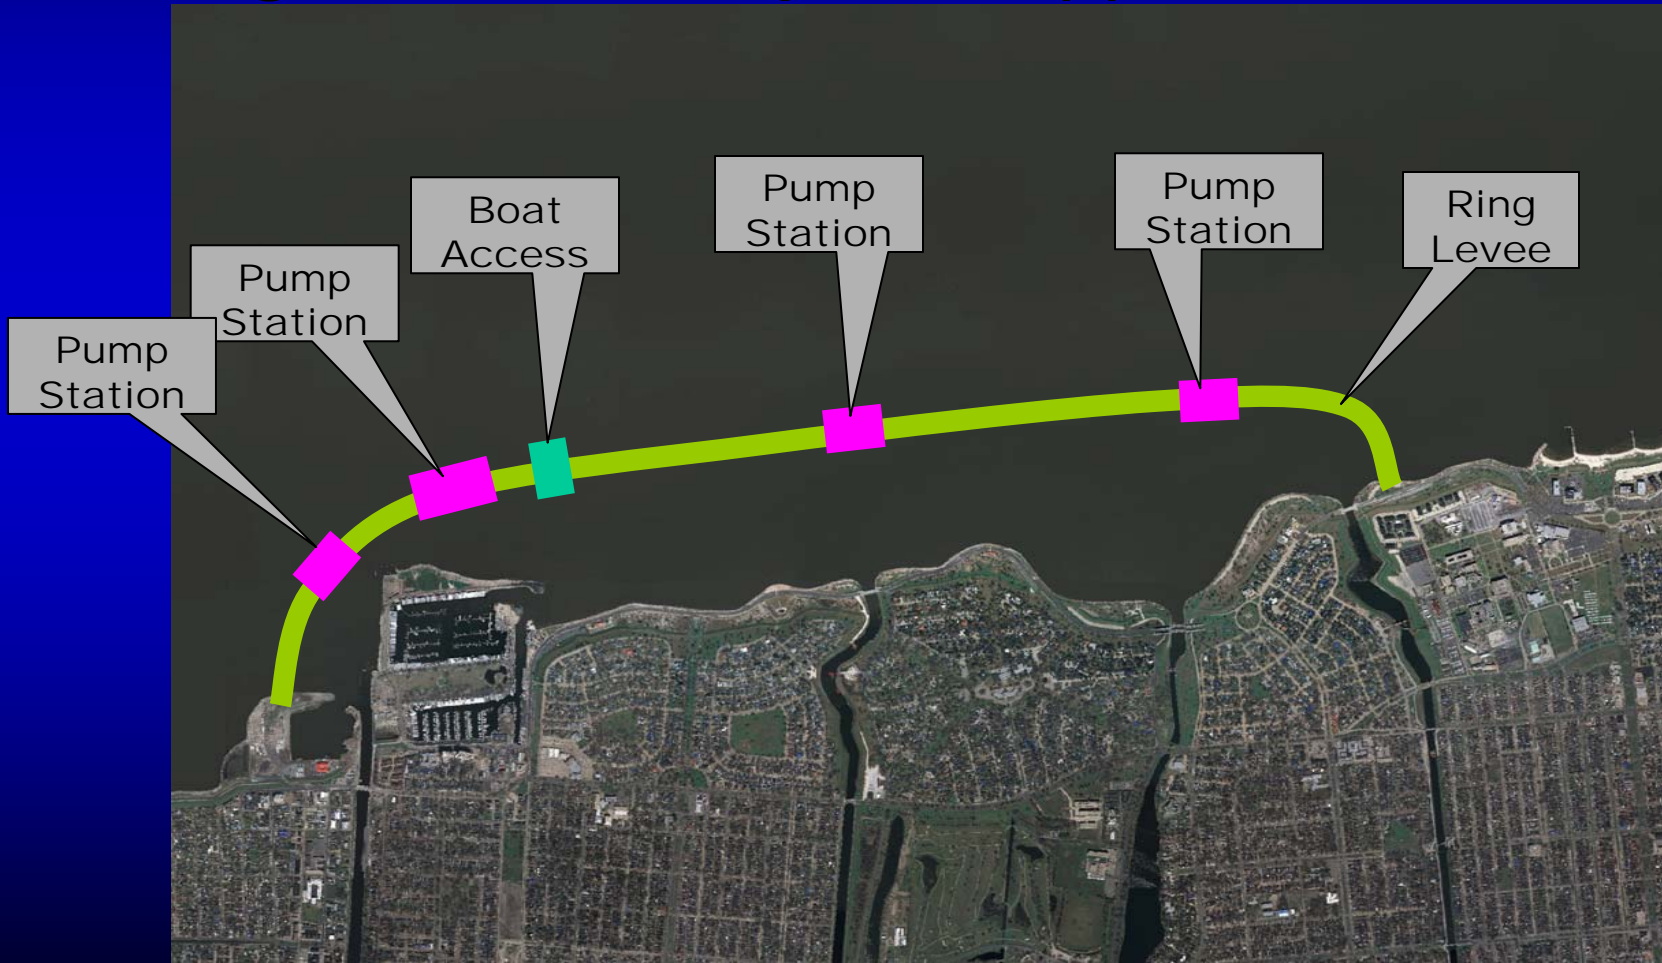 Pump
Station
Pump
Station
Boat
Access
Pump
Station
Pump
Station
Ring
Levee